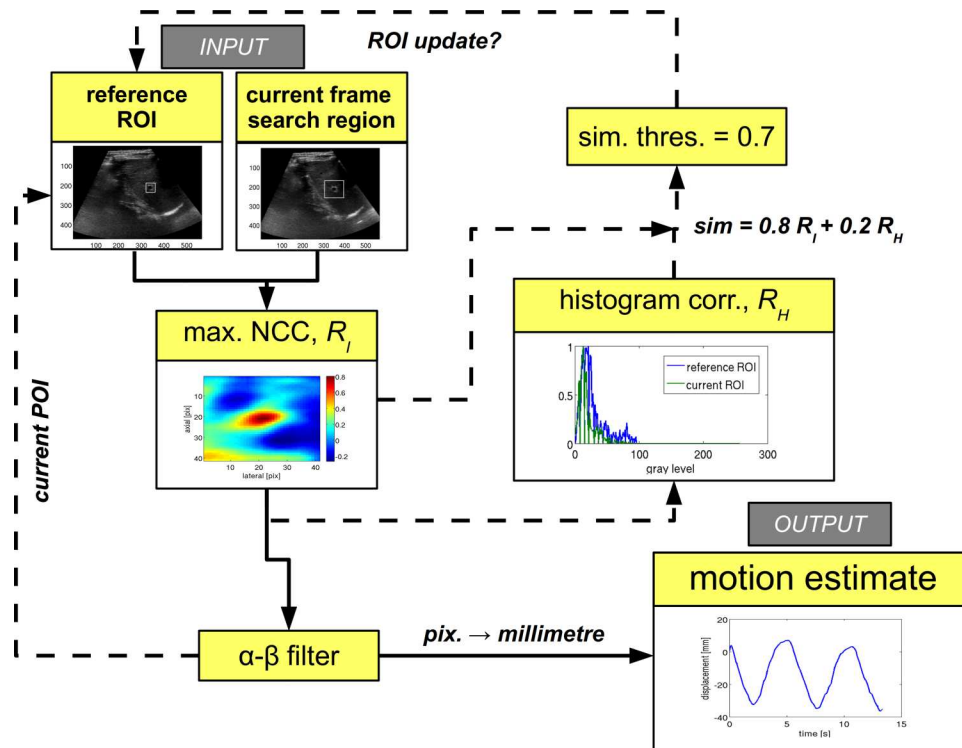 INPUT
ROI update?
reference
ROI
current frame
search region
100
200
300
400
100 200 300 400 500
100
200
300
400
100 200 300 400 500
sim. thres. = 0.7
sim = 0.8 R_I + 0.2 R_H
max. NCC, R_I
axial [pix]
10
20
30
40
10 20 30 40
lateral [pix]
0.8
0.6
0.4
0.2
0
-0.2
histogram corr., R_H
1
0.5
0
reference ROI
current ROI
0 100 200 300
gray level
current POI
α-β filter
pix. → millimetre
OUTPUT
motion estimate
displacement [mm]
20
0
-20
-40
0 5 10 15
time [s]